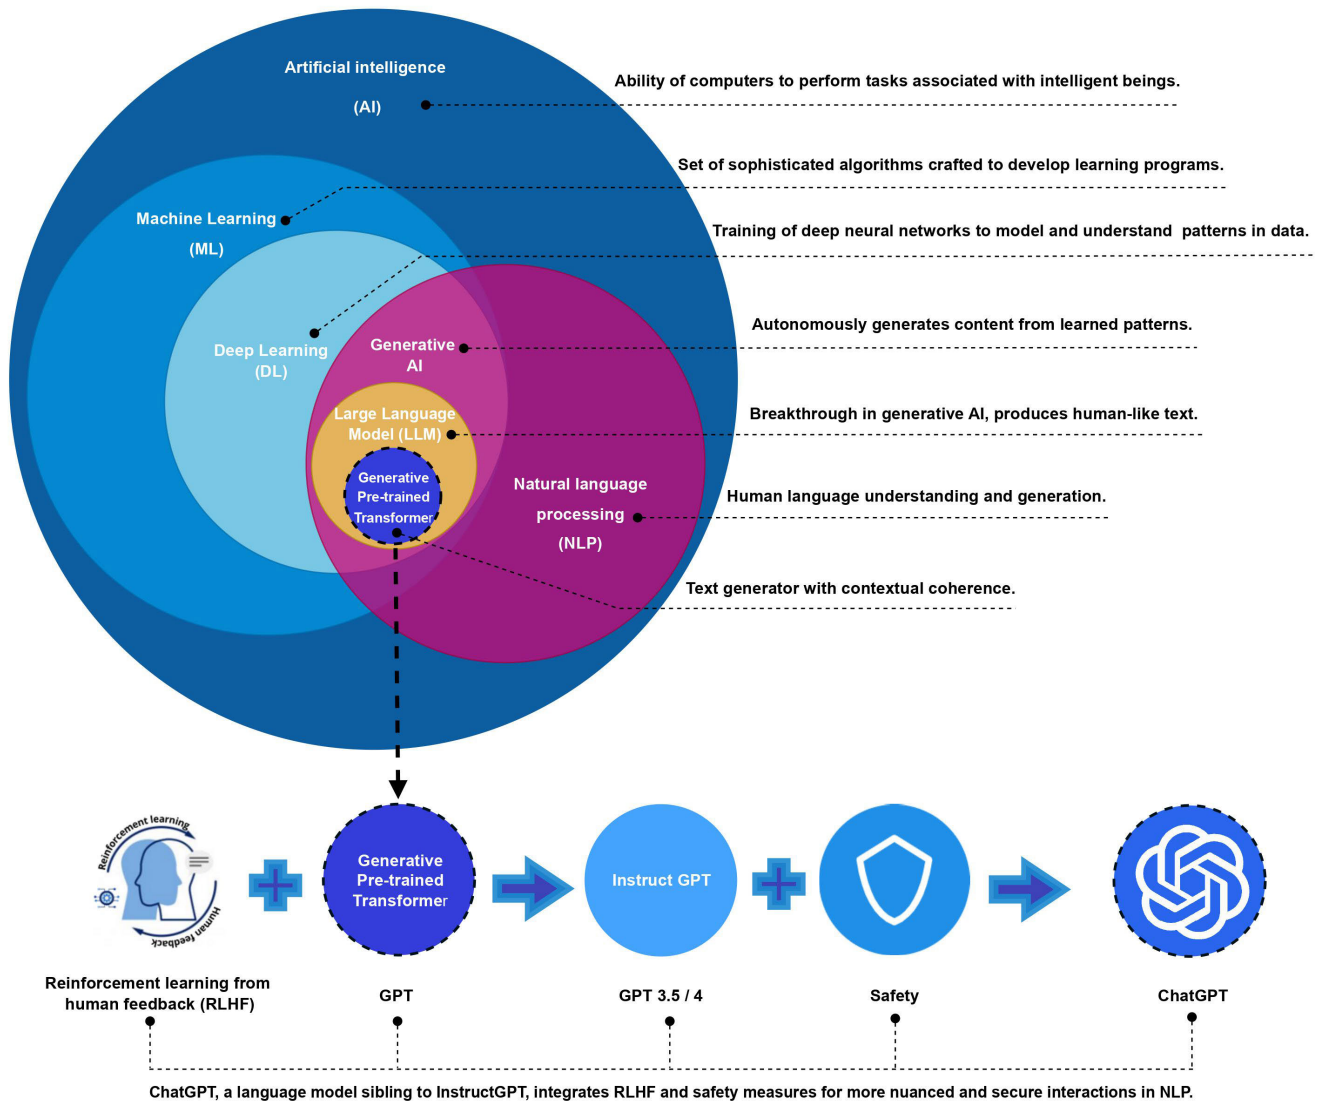 Artificial intelligence
(AI)
Ability of computers to perform tasks associated with intelligent beings.
Set of sophisticated algorithms crafted to develop learning programs.
Machine Learning
(ML)
Training of deep neural networks to model and understand patterns in data.
Autonomously generates content from learned patterns.
Deep Learning
(DL)
Generative
AI
Large Language
Model (LLM)
Breakthrough in generative AI, produces human-like text.
Generative
Pre-trained
Transformer
Natural language
processing
(NLP)
Human language understanding and generation.
Text generator with contextual coherence.
Reinforcement learning
Human feedback
Generative
Pre-trained
Transformer
Instruct GPT
Reinforcement learning from
human feedback (RLHF)
GPT
GPT 3.5 / 4
Safety
ChatGPT
ChatGPT, a language model sibling to InstructGPT, integrates RLHF and safety measures for more nuanced and secure interactions in NLP.